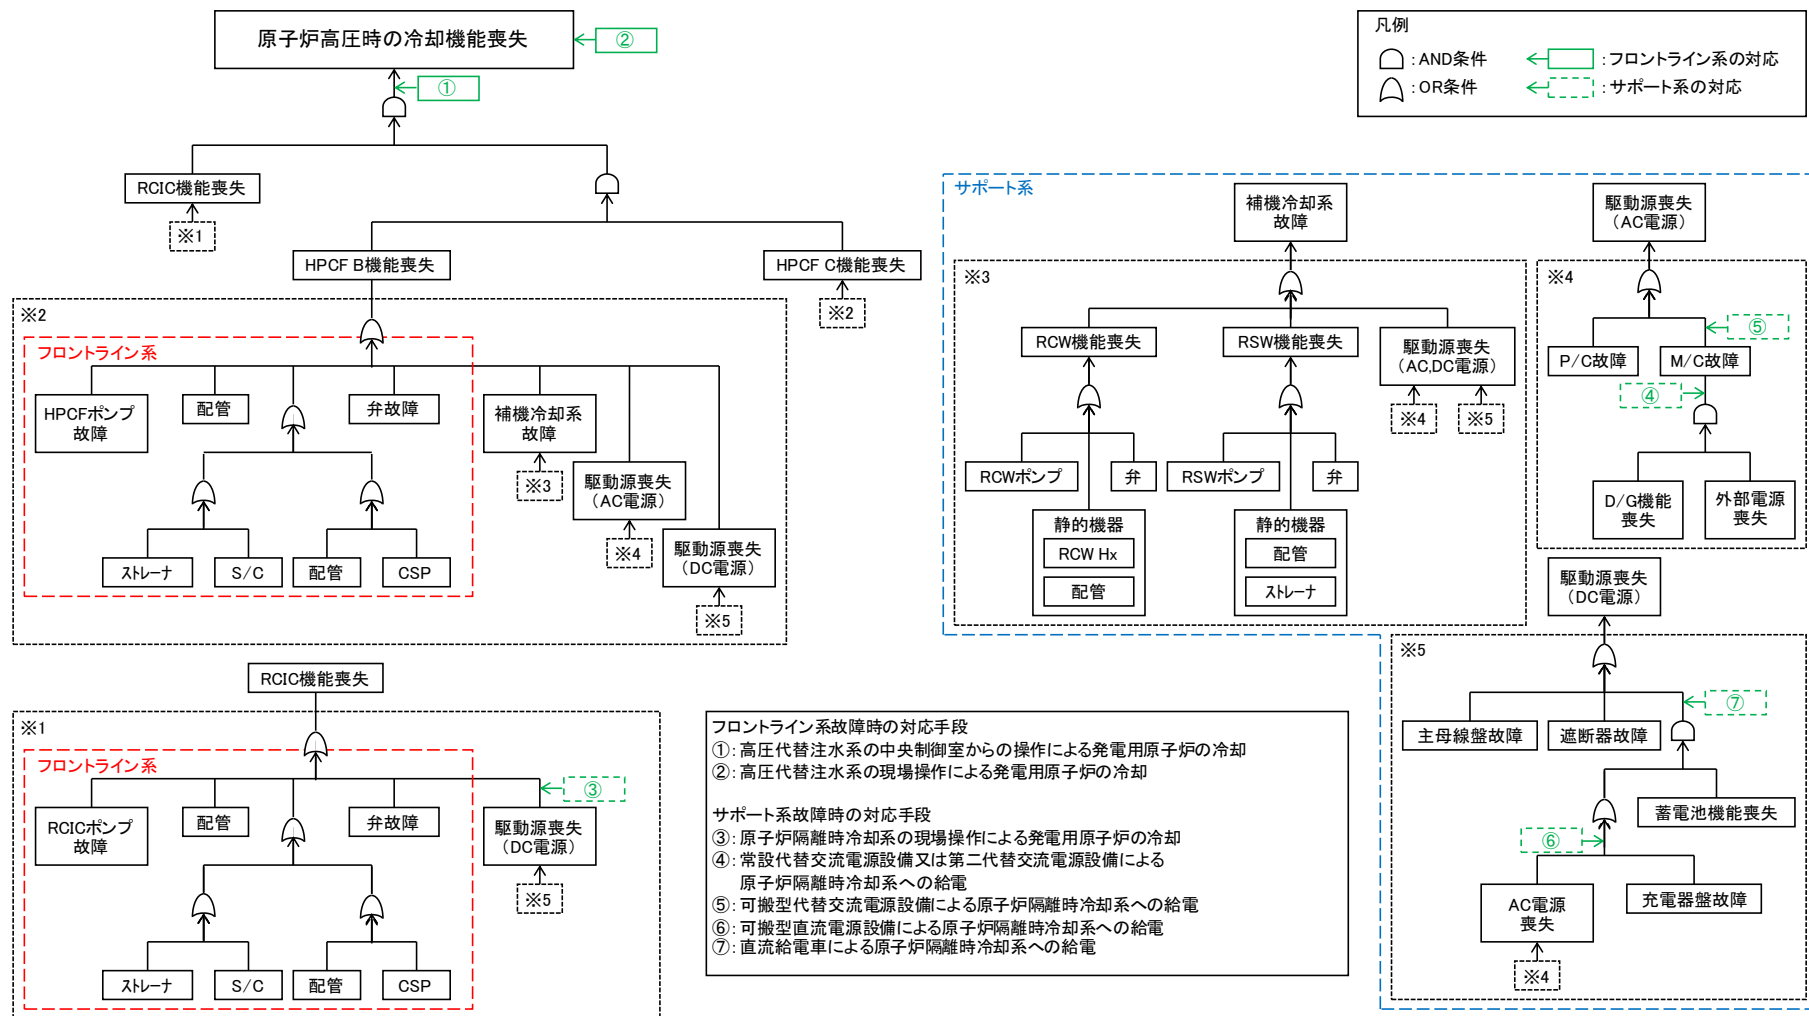 原子炉高圧時の冷却機能喪失
②
①
RCIC機能喪失
※1
HPCF B機能喪失
HPCF C機能喪失
※2
凡例
:AND条件
:フロントライン系の対応
:OR条件
:サポート系の対応
※2
フロントライン系
HPCFポンプ
故障
配管
弁故障
補機冷却系
故障
※3
駆動源喪失
(AC電源)
※4
駆動源喪失
(DC電源)
※5
ストレーナ
S/C
配管
CSP
RCIC機能喪失
※1
フロントライン系
RCICポンプ
故障
配管
弁故障
③
駆動源喪失
(DC電源)
※5
ストレーナ
S/C
配管
CSP
サポート系
補機冷却系
故障
※3
RCW機能喪失
RSW機能喪失
駆動源喪失
(AC,DC電源)
※4
※5
RCWポンプ
弁
RSWポンプ
弁
静的機器
RCW Hx
配管
静的機器
配管
ストレーナ
駆動源喪失
(AC電源)
※4
⑤
P/C故障
M/C故障
④
D/G機能
喪失
外部電源
喪失
駆動源喪失
(DC電源)
※5
⑦
主母線盤故障
遮断器故障
蓄電池機能喪失
⑥
AC電源
喪失
充電器盤故障
※4
フロントライン系故障時の対応手段
①:高圧代替注水系の中央制御室からの操作による発電用原子炉の冷却
②:高圧代替注水系の現場操作による発電用原子炉の冷却
サポート系故障時の対応手段
③:原子炉隔離時冷却系の現場操作による発電用原子炉の冷却
④:常設代替交流電源設備又は第二代替交流電源設備による
原子炉隔離時冷却系への給電
⑤:可搬型代替交流電源設備による原子炉隔離時冷却系への給電
⑥:可搬型直流電源設備による原子炉隔離時冷却系への給電
⑦:直流給電車による原子炉隔離時冷却系への給電